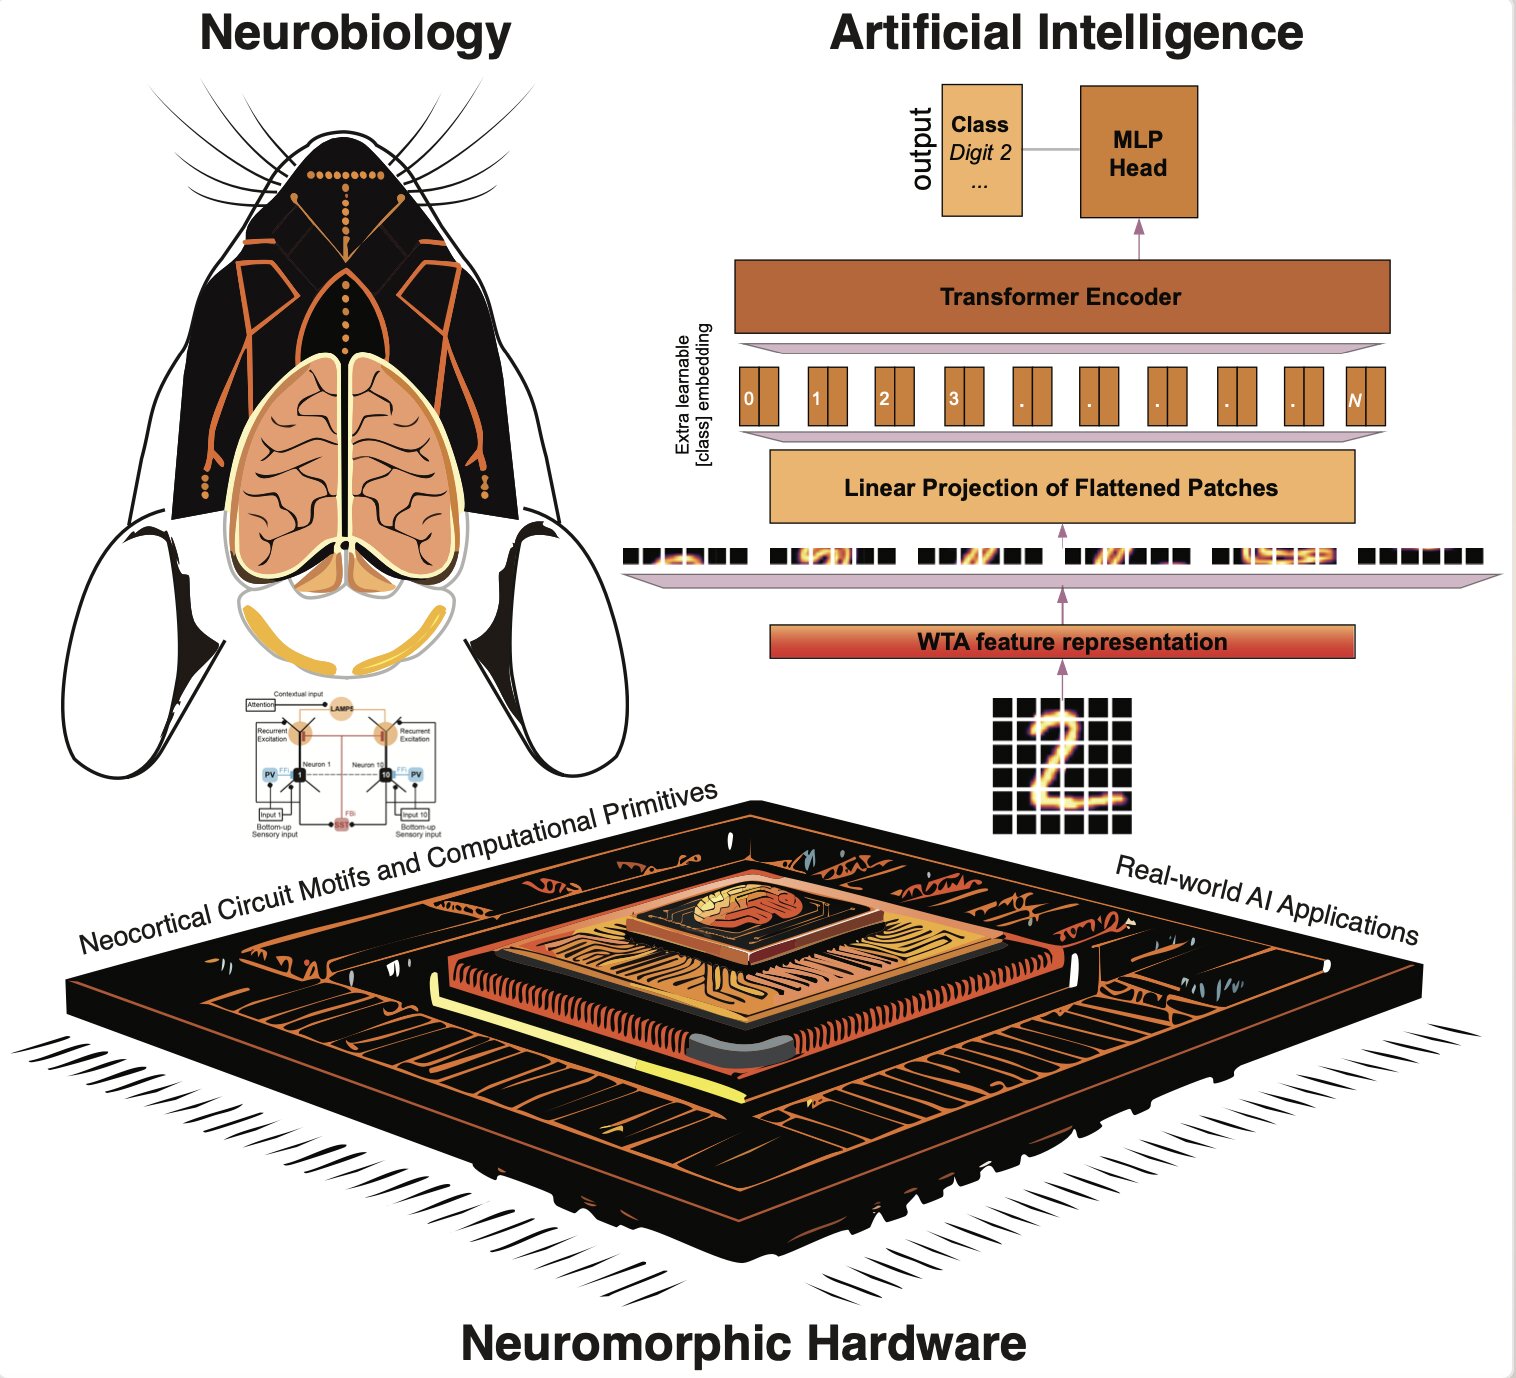 Neurobiology
Artificial Intelligence
output
Class
Digit 2
...
MLP
Head
Transformer Encoder
Extra learnable
[class] embedding
0 1 2 3 . . . . . N
Linear Projection of Flattened Patches
WTA feature representation
2
Contextual input
Attention
LAMP5
Recurrent
Excitation
Recurrent
Excitation
Neuron 1
Neuron 10
PV
FFi
1
10
FFi
PV
Input 1
FBi
SST
Input 10
Bottom-up
Sensory input
Bottom-up
Sensory input
Neocortical Circuit Motifs and Computational Primitives
Real-world AI Applications
Neuromorphic Hardware